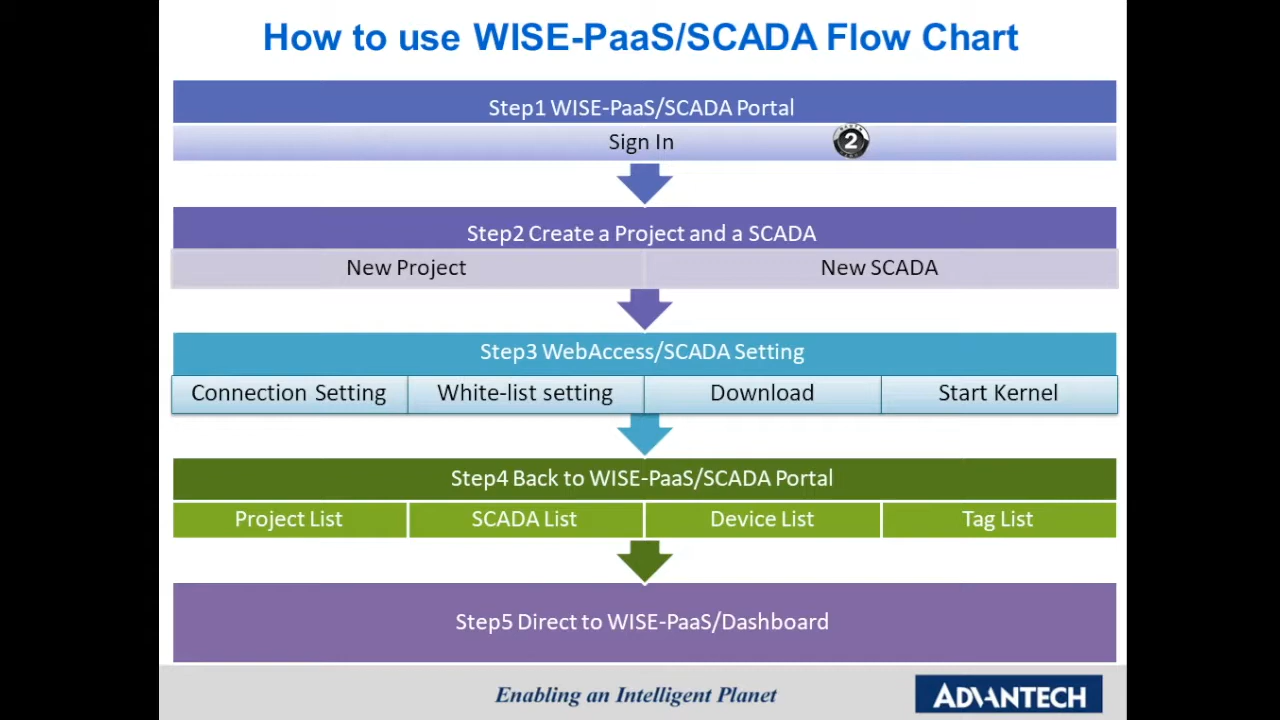 How to use WISE-PaaS/SCADA Flow Chart
Step1 WISE-PaaS/SCADA Portal
Sign In
2
Step2 Create a Project and a SCADA
New Project
New SCADA
Step3 WebAccess/SCADA Setting
Connection Setting
White-list setting
Download
Start Kernel
Step4 Back to WISE-PaaS/SCADA Portal
Project List
SCADA List
Device List
Tag List
Step5 Direct to WISE-PaaS/Dashboard
Enabling an Intelligent Planet
ADVANTECH